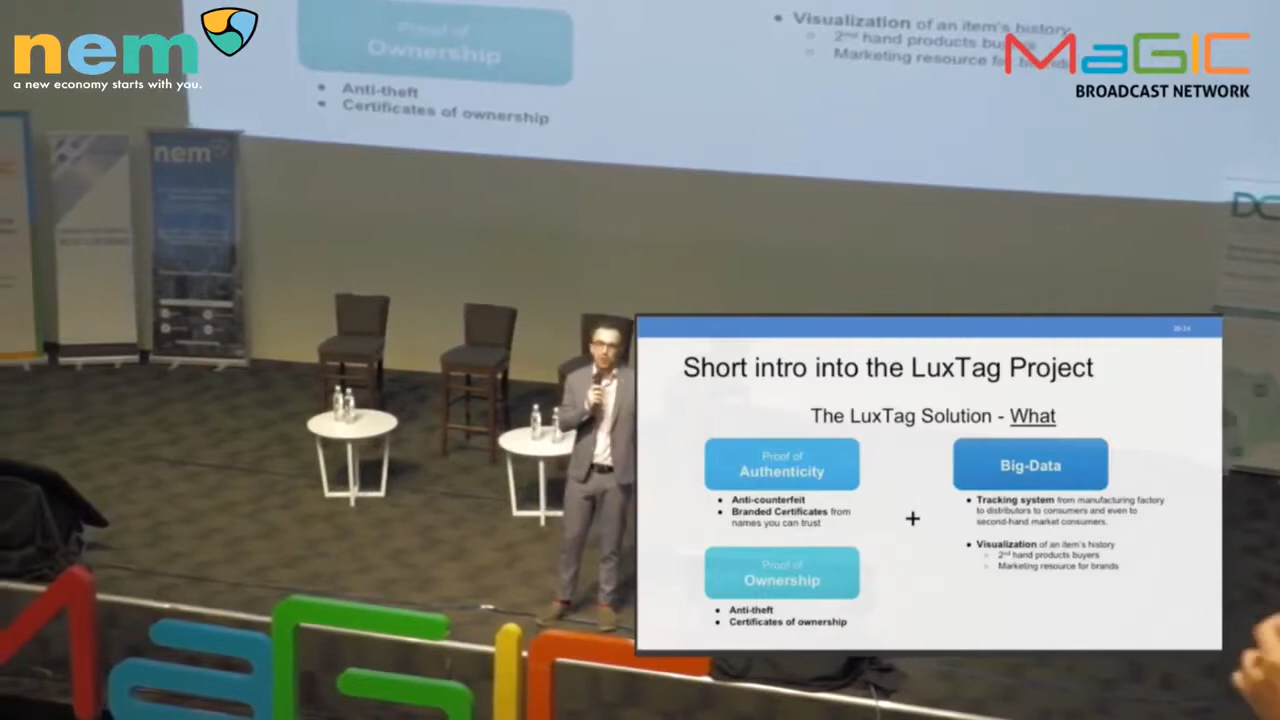 nem
a new economy starts with you.
MaGIC
BROADCAST NETWORK
Proof of
Ownership
Anti-theft
Certificates of ownership
Visualization of an item's history
2nd hand products buyers
Marketing resource for brands
nem
DC
Short intro into the LuxTag Project
The LuxTag Solution - What
Proof of
Authenticity
Anti-counterfeit
Branded Certificates from
names you can trust
Proof of
Ownership
Anti-theft
Certificates of ownership
+
Big-Data
Tracking system from manufacturing factory
to distributors to consumers and even to
second-hand market consumers.
Visualization of an item's history
2nd hand products buyers
Marketing resource for brands
MaGIC